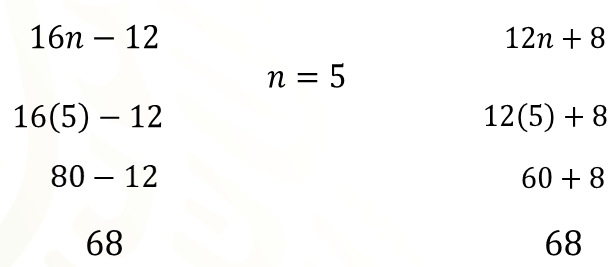 16n − 12
n = 5
16(5) − 12
80 − 12
68
12n + 8
12(5) + 8
60 + 8
68